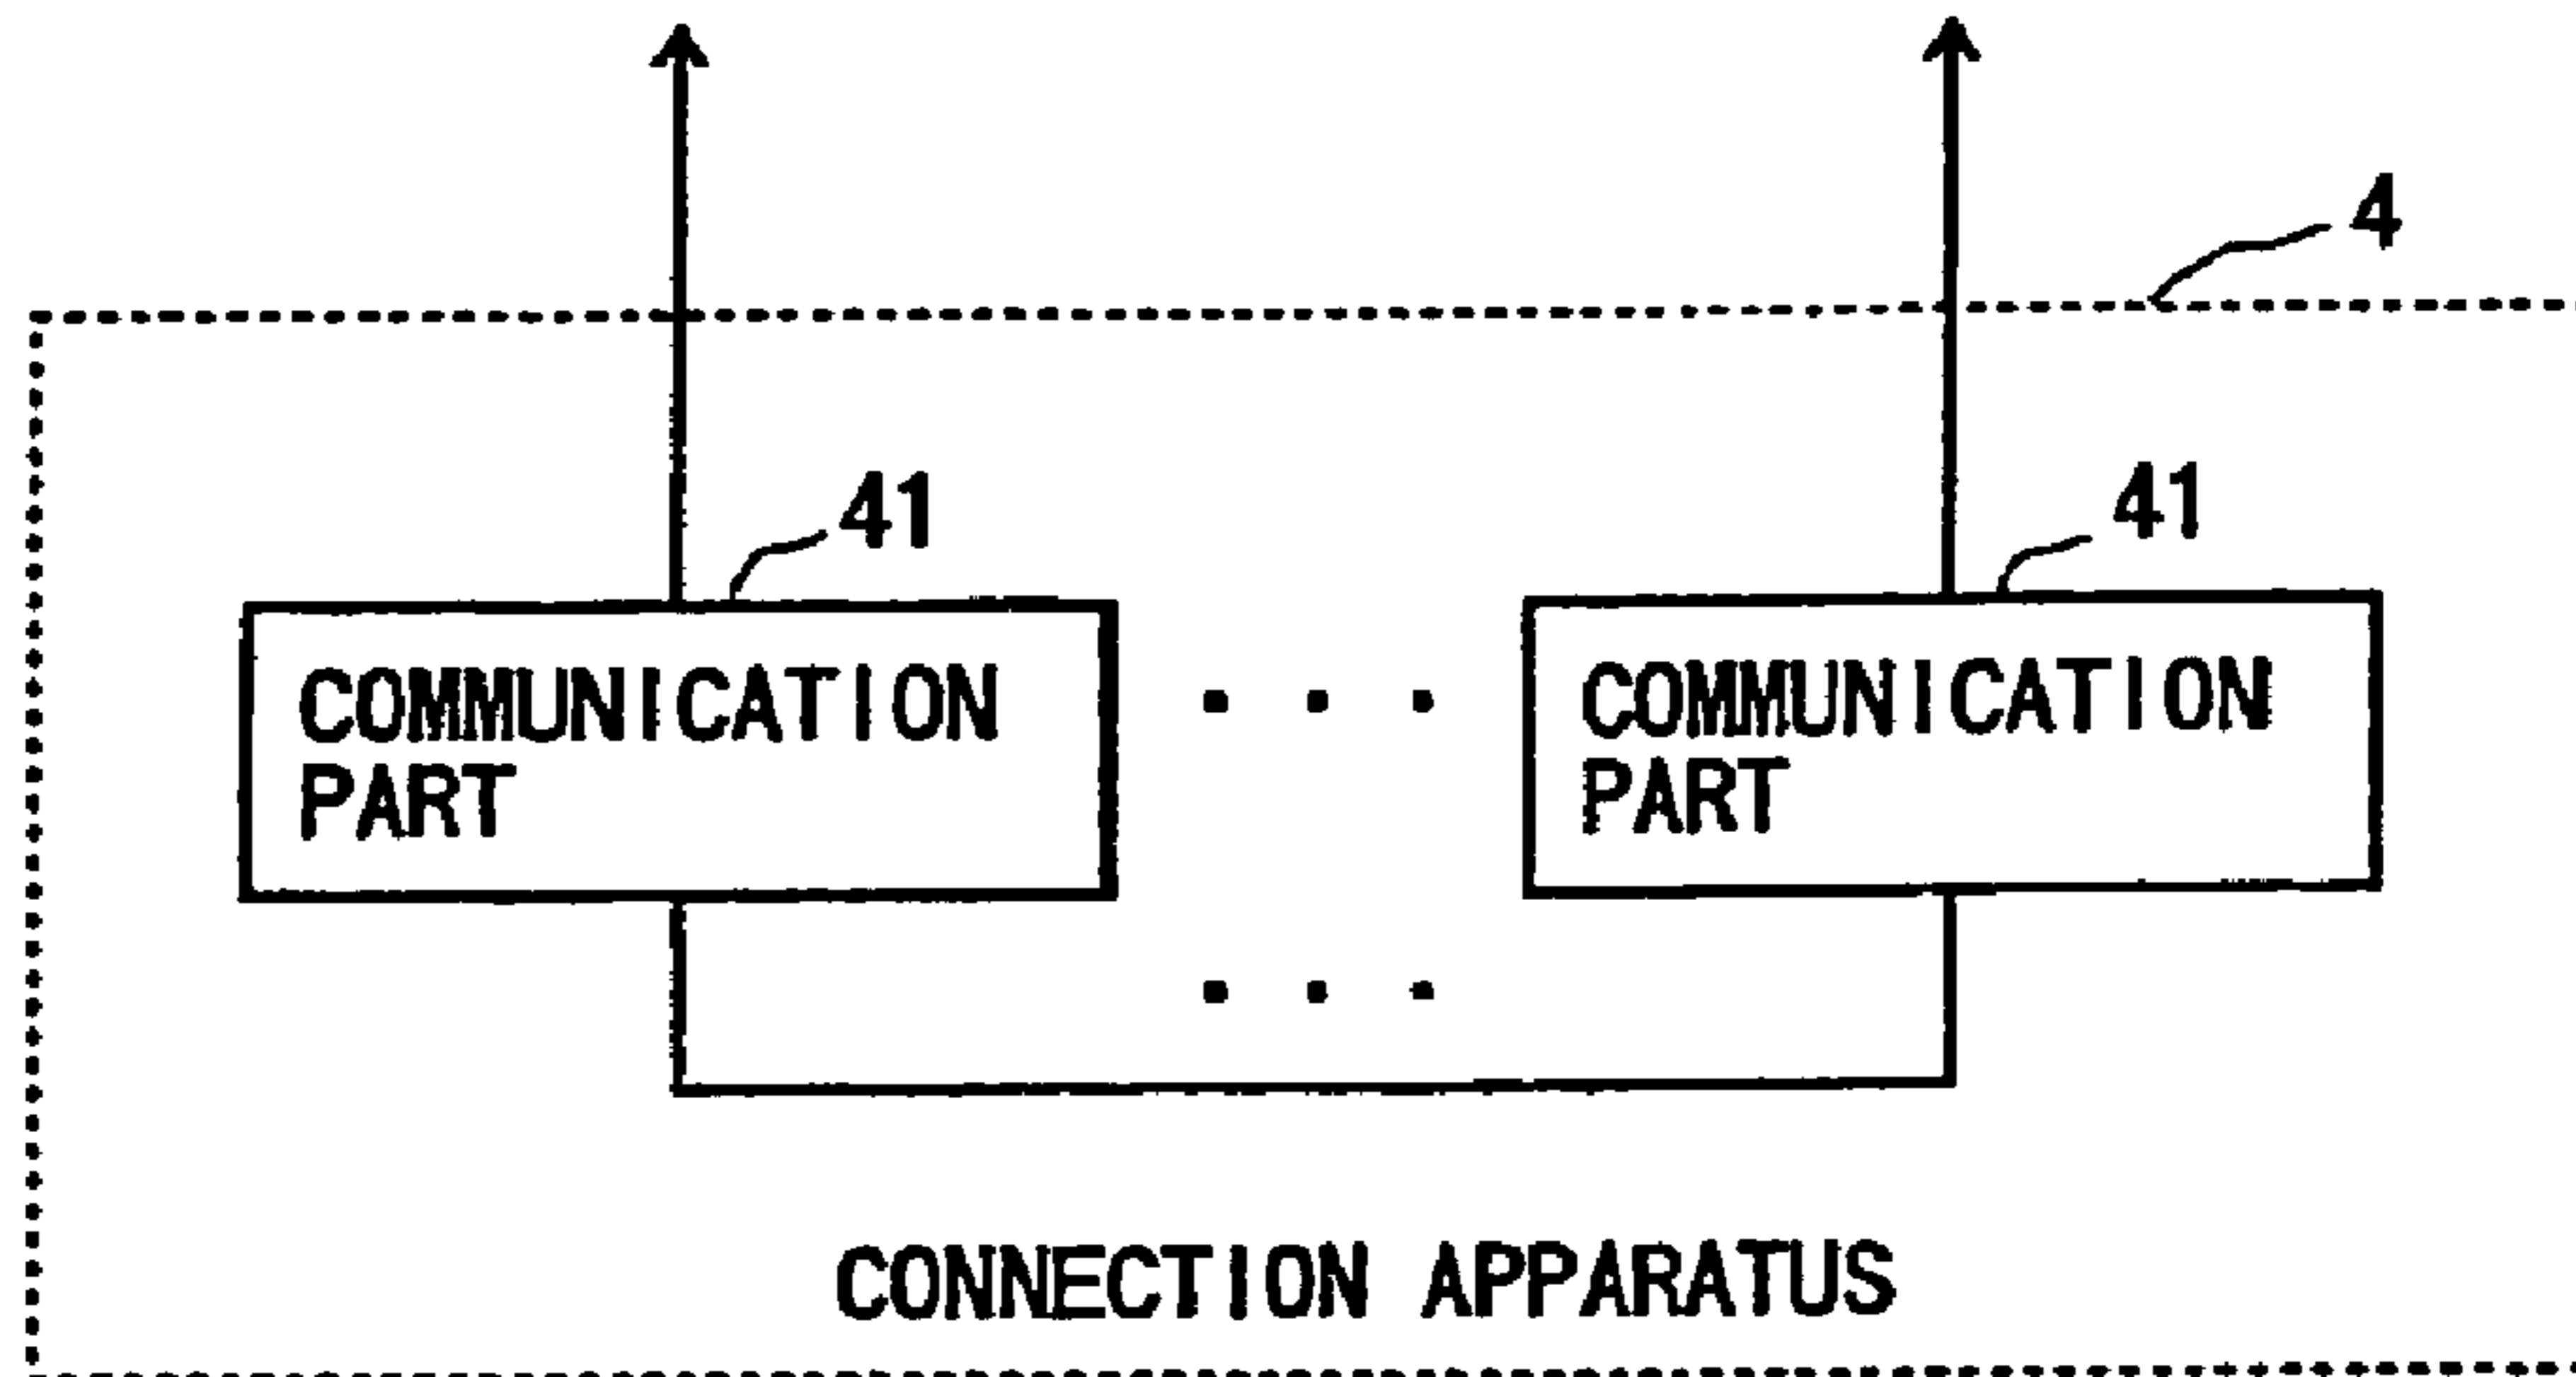 4
41
41
COMMUNICATION
PART
• • •
COMMUNICATION
PART
• • •
CONNECTION APPARATUS